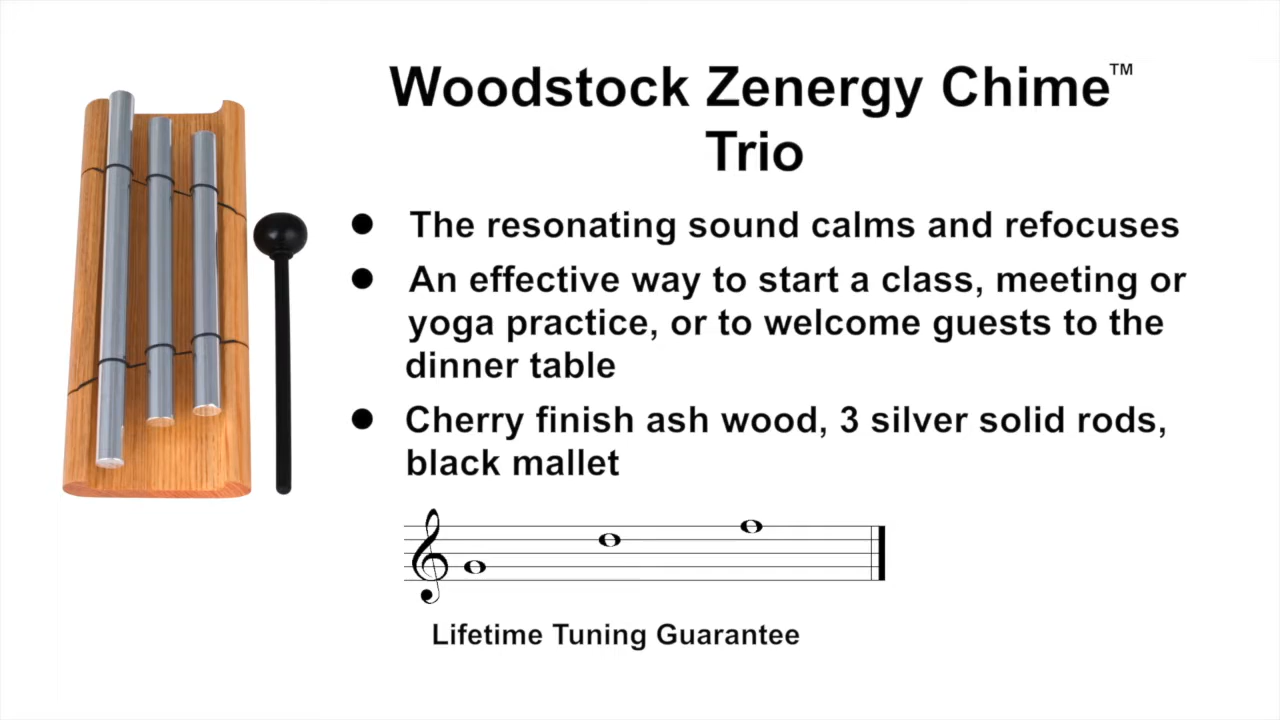 Woodstock Zenergy Chime™
Trio
● The resonating sound calms and refocuses
● An effective way to start a class, meeting or
yoga practice, or to welcome guests to the
dinner table
● Cherry finish ash wood, 3 silver solid rods,
black mallet
Lifetime Tuning Guarantee